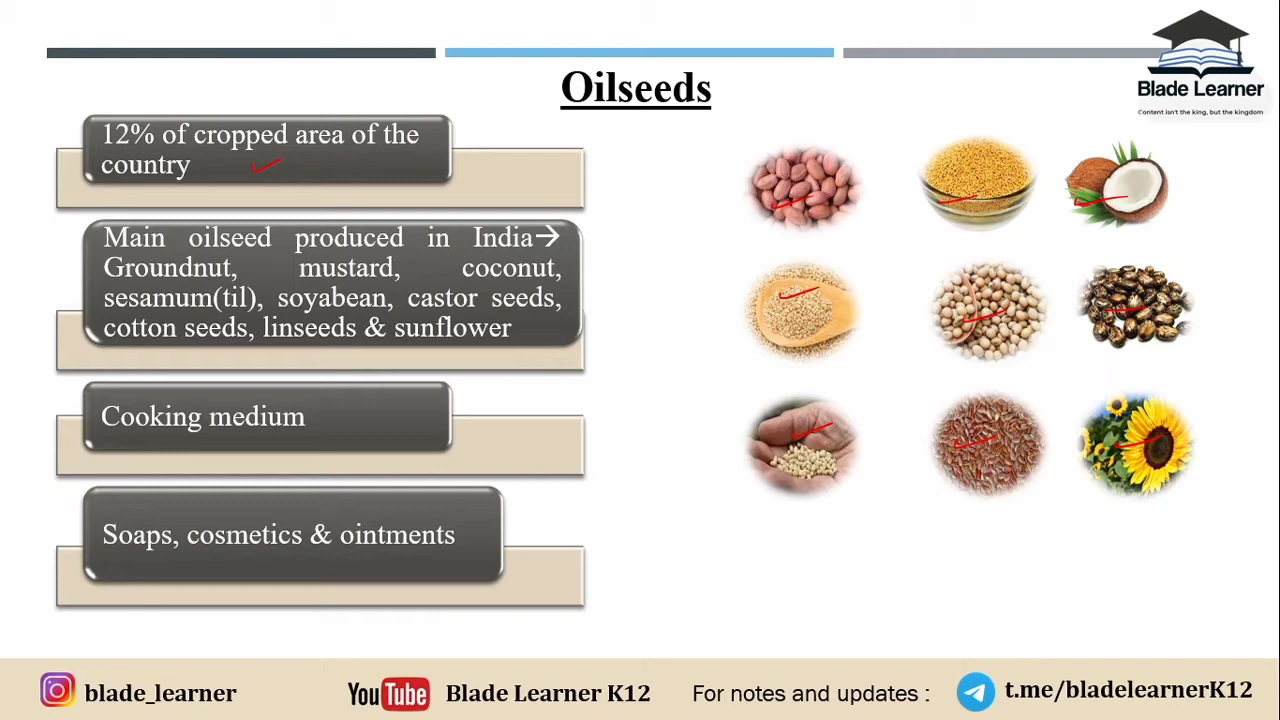 Blade Learner
Content isn't the king, but the kingdom
Oilseeds
12% of cropped area of the
country
Main oilseed produced in India→
Groundnut, mustard, coconut,
sesamum(til), soyabean, castor seeds,
cotton seeds, linseeds & sunflower
Cooking medium
Soaps, cosmetics & ointments
blade_learner
YouTube Blade Learner K12
For notes and updates :
t.me/bladelearnerK12